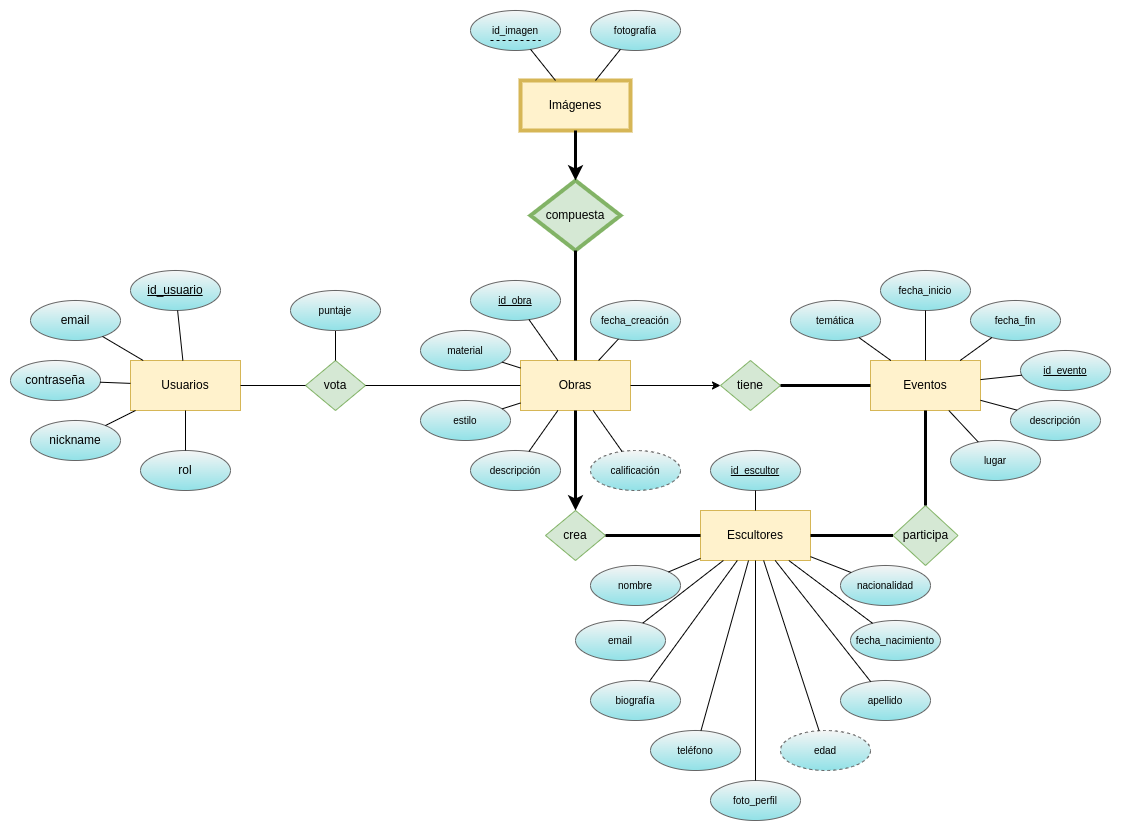 id_imagen
fotografía
Imágenes
compuesta
id_usuario
email
contraseña
nickname
rol
Usuarios
puntaje
vota
id_obra
fecha_creación
material
Obras
estilo
descripción
calificación
tiene
fecha_inicio
temática
fecha_fin
id_evento
Eventos
descripción
lugar
id_escultor
crea
Escultores
participa
nombre
nacionalidad
email
fecha_nacimiento
biografía
apellido
teléfono
edad
foto_perfil